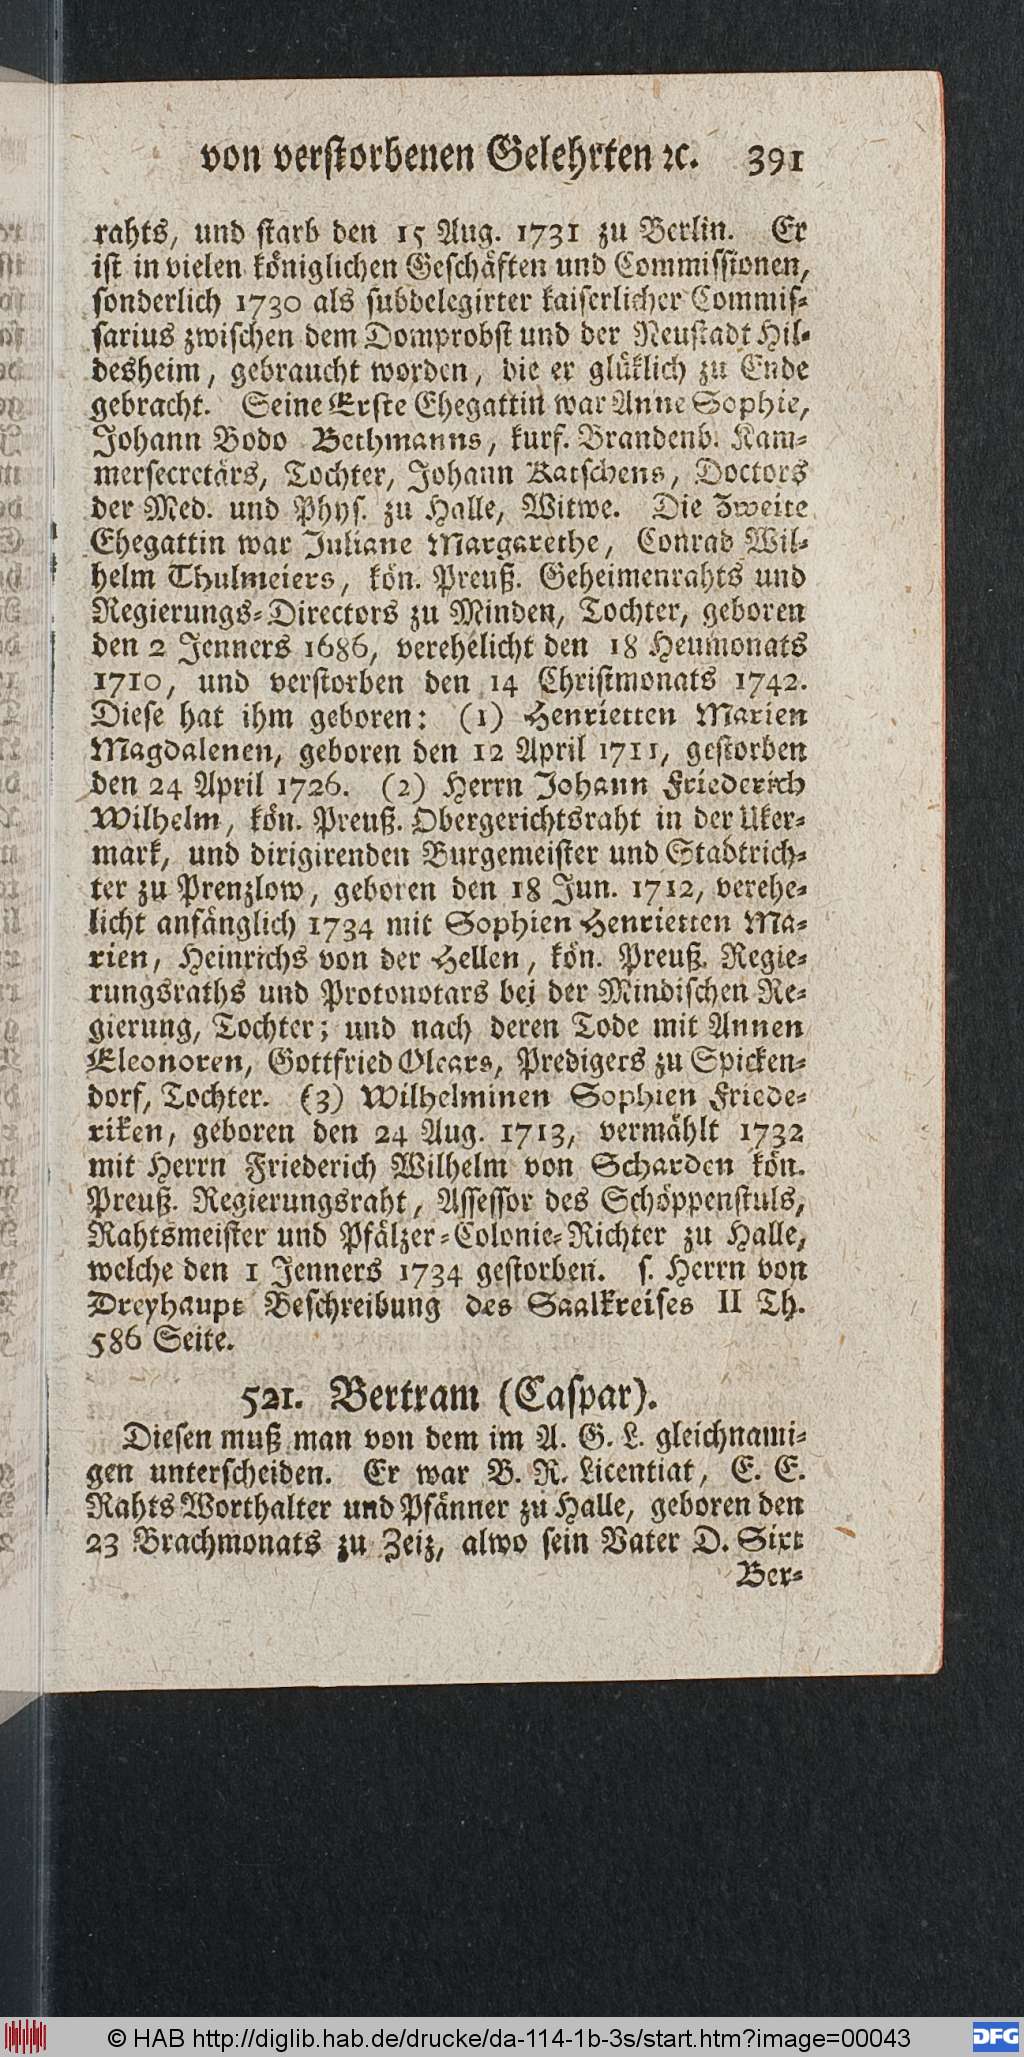 von verstorbenen Gelehrten ꝛc. 391
rahts, und starb den 15 Aug. 1731 zu Berlin. Er
ist in vielen königlichen Geschäften und Commissionen,
sonderlich 1730 als subdelegirter kaiserlicher Commis-
sarius zwischen dem Domprobst und der Neustadt Hil-
desheim, gebraucht worden, die er glüklich zu Ende
gebracht. Seine Erste Ehegattin war Anne Sophie,
Johann Bodo Bethmanns, kurf. Brandenb. Kam-
mersecretärs, Tochter, Johann Katschens, Doctors
der Med. und Phys. zu Halle, Witwe. Die Zweite
Ehegattin war Juliane Margarethe, Conrad Wil-
helm Thulmeiers, kön. Preuß. Geheimenrahts und
Regierungs-Directors zu Minden, Tochter, geboren
den 2 Jenners 1686, verehelicht den 18 Heumonats
1710, und verstorben den 14 Christmonats 1742.
Diese hat ihm geboren: (1) Henrietten Marien
Magdalenen, geboren den 12 April 1711, gestorben
den 24 April 1726. (2) Herrn Johann Friederich
Wilhelm, kön. Preuß. Obergerichtsraht in der Uker-
mark, und dirigirenden Burgemeister und Stadtrich-
ter zu Prenzlow, geboren den 18 Jun. 1712, verehe-
licht anfänglich 1734 mit Sophien Henrietten Ma-
rien, Heinrichs von der Hellen, kön. Preuß. Regie-
rungsraths und Protonotars bei der Mindischen Re-
gierung, Tochter; und nach deren Tode mit Annen
Eleonoren, Gottfried Olears, Predigers zu Spicken-
dorf, Tochter. (3) Wilhelminen Sophien Friede-
riken, geboren den 24 Aug. 1713, vermählt 1732
mit Herrn Friederich Wilhelm von Scharden kön.
Preuß. Regierungsraht, Assessor des Schöppenstuls,
Rahtsmeister und Pfälzer-Colonie-Richter zu Halle,
welche den 1 Jenners 1734 gestorben. s. Herrn von
Dreyhaupt Beschreibung des Saalkreises II Th.
586 Seite.
521. Bertram (Caspar).
Diesen muß man von dem im A. G. L. gleichnami-
gen unterscheiden. Er war B. R. Licentiat, E. E.
Rahts Worthalter und Pfänner zu Halle, geboren den
23 Brachmonats zu Zeiz, alwo sein Vater D. Sixt
Ber-
© HAB http://diglib.hab.de/drucke/da-114-1b-3s/start.htm?image=00043
DFG